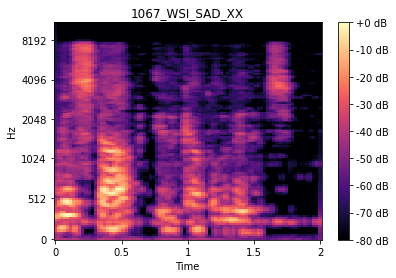 1067_WSI_SAD_XX
+0 dB
8192
-10 dB
4096
-20 dB
-30 dB
2048
Hz
-40 dB
1024
-50 dB
512
-60 dB
-70 dB
0
-80 dB
0
0.5
1
1.5
2
Time